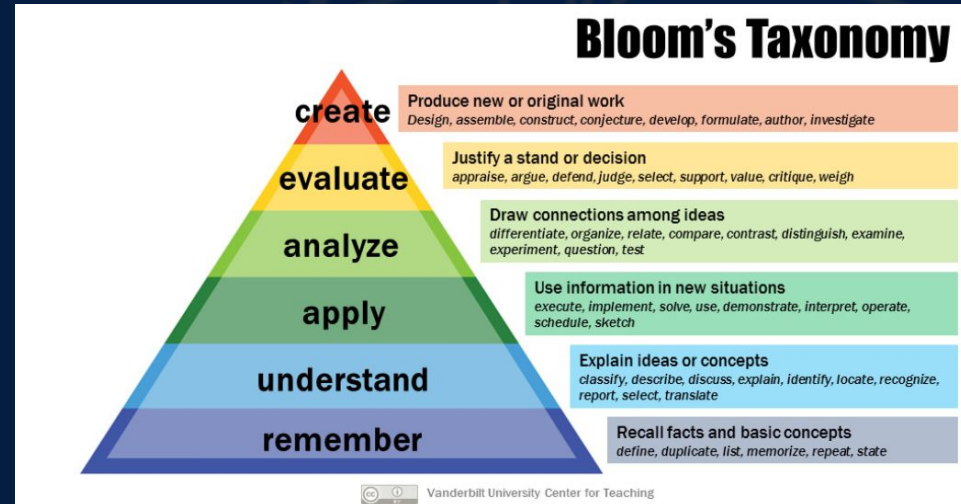 Bloom's Taxonomy
create
Produce new or original work
Design, assemble, construct, conjecture, develop, formulate, author, investigate
evaluate
Justify a stand or decision
appraise, argue, defend, judge, select, support, value, critique, weigh
analyze
Draw connections among ideas
differentiate, organize, relate, compare, contrast, distinguish, examine,
experiment, question, test
apply
Use information in new situations
execute, implement, solve, use, demonstrate, interpret, operate,
schedule, sketch
understand
Explain ideas or concepts
classify, describe, discuss, explain, identify, locate, recognize,
report, select, translate
remember
Recall facts and basic concepts
define, duplicate, list, memorize, repeat, state
cc
Vanderbilt University Center for Teaching